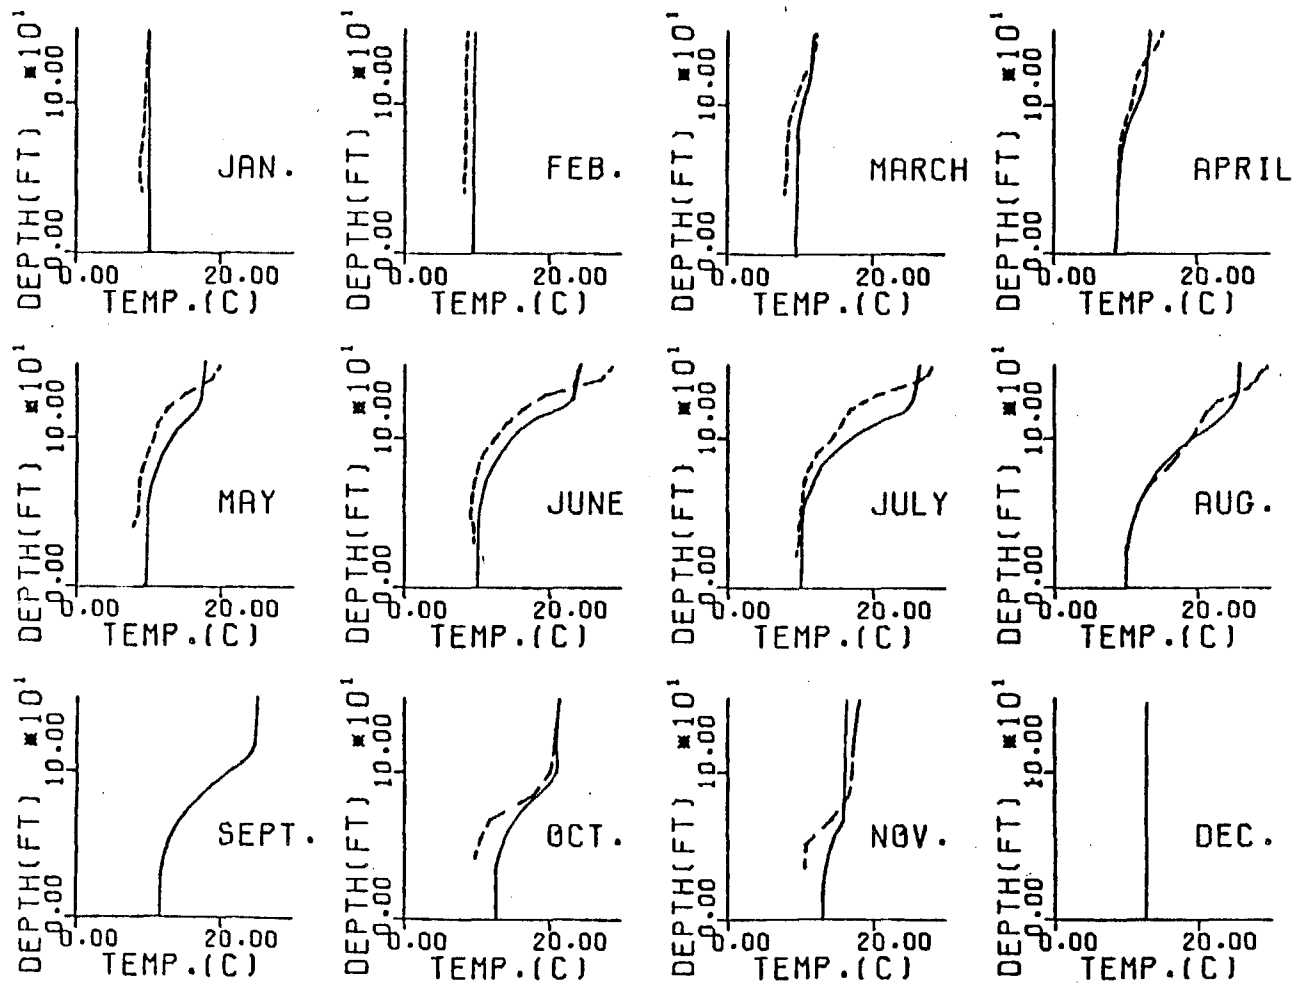 DEPTH(FT) *10¹
10.00
0.00
JAN.
0.00 20.00
TEMP.(C)
DEPTH(FT) *10¹
10.00
0.00
FEB.
0.00 20.00
TEMP.(C)
DEPTH(FT) *10¹
10.00
0.00
MARCH
0.00 20.00
TEMP.(C)
DEPTH(FT) *10¹
10.00
0.00
APRIL
0.00 20.00
TEMP.(C)
DEPTH(FT) *10¹
10.00
0.00
MAY
0.00 20.00
TEMP.(C)
DEPTH(FT) *10¹
10.00
0.00
JUNE
0.00 20.00
TEMP.(C)
DEPTH(FT) *10¹
10.00
0.00
JULY
0.00 20.00
TEMP.(C)
DEPTH(FT) *10¹
10.00
0.00
AUG.
0.00 20.00
TEMP.(C)
DEPTH(FT) *10¹
10.00
0.00
SEPT.
0.00 20.00
TEMP.(C)
DEPTH(FT) *10¹
10.00
0.00
OCT.
0.00 20.00
TEMP.(C)
DEPTH(FT) *10¹
10.00
0.00
NOV.
0.00 20.00
TEMP.(C)
DEPTH(FT) *10¹
10.00
0.00
DEC.
0.00 20.00
TEMP.(C)